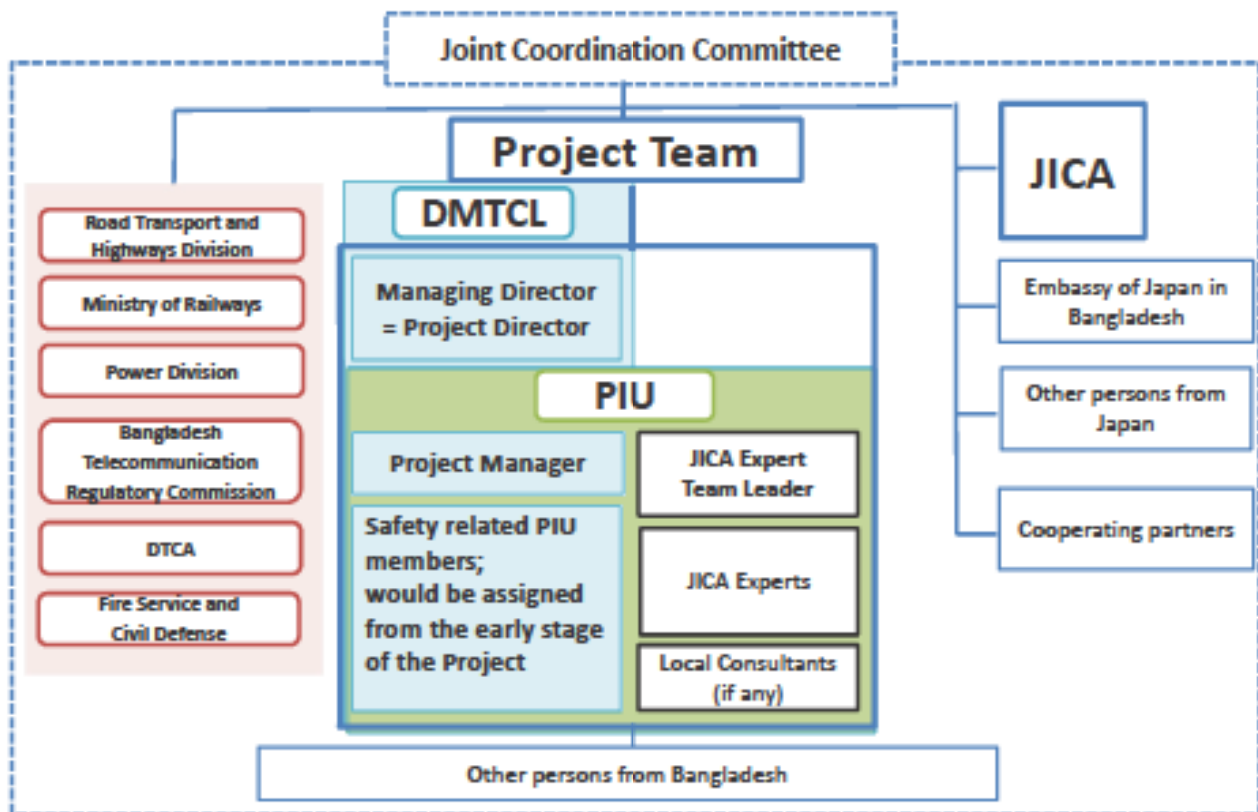 Joint Coordination Committee
Project Team
JICA
DMTCL
Road Transport and
Highways Division
Ministry of Railways
Power Division
Bangladesh
Telecommunication
Regulatory Commission
DTCA
Fire Service and
Civil Defense
Managing Director
= Project Director
PIU
Project Manager
Safety related PIU
members;
would be assigned
from the early stage
of the Project
JICA Expert
Team Leader
JICA Experts
Local Consultants
(if any)
Embassy of Japan in
Bangladesh
Other persons from
Japan
Cooperating partners
Other persons from Bangladesh